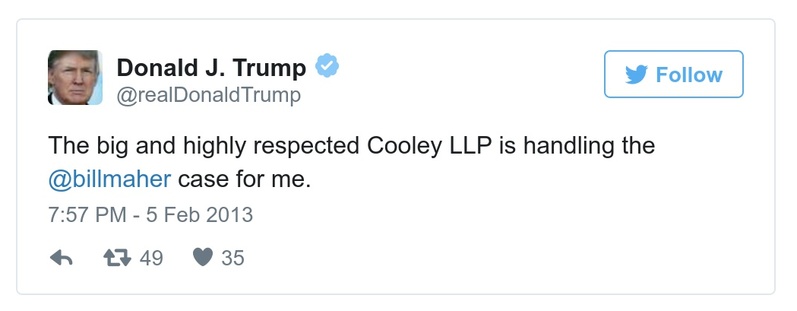 Donald J. Trump
@realDonaldTrump
Follow
The big and highly respected Cooley LLP is handling the
@billmaher case for me.
7:57 PM - 5 Feb 2013
49 35